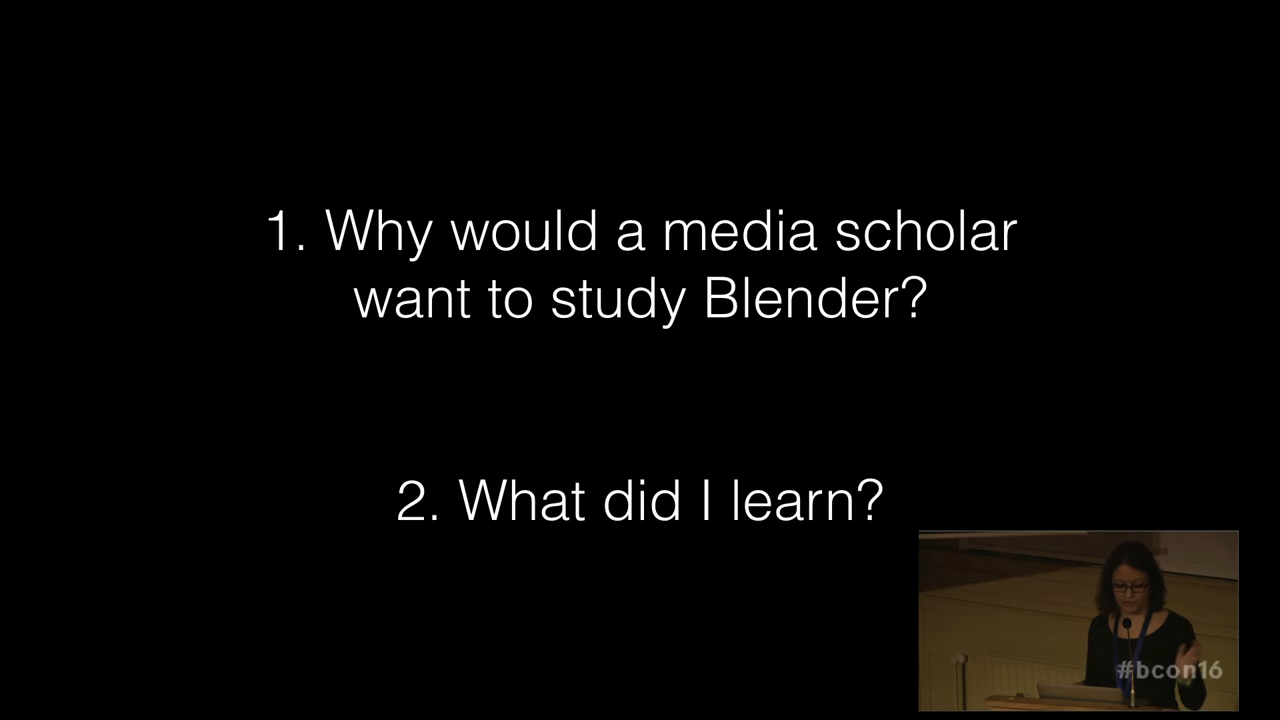 1. Why would a media scholar
want to study Blender?
2. What did I learn?
#bcon16